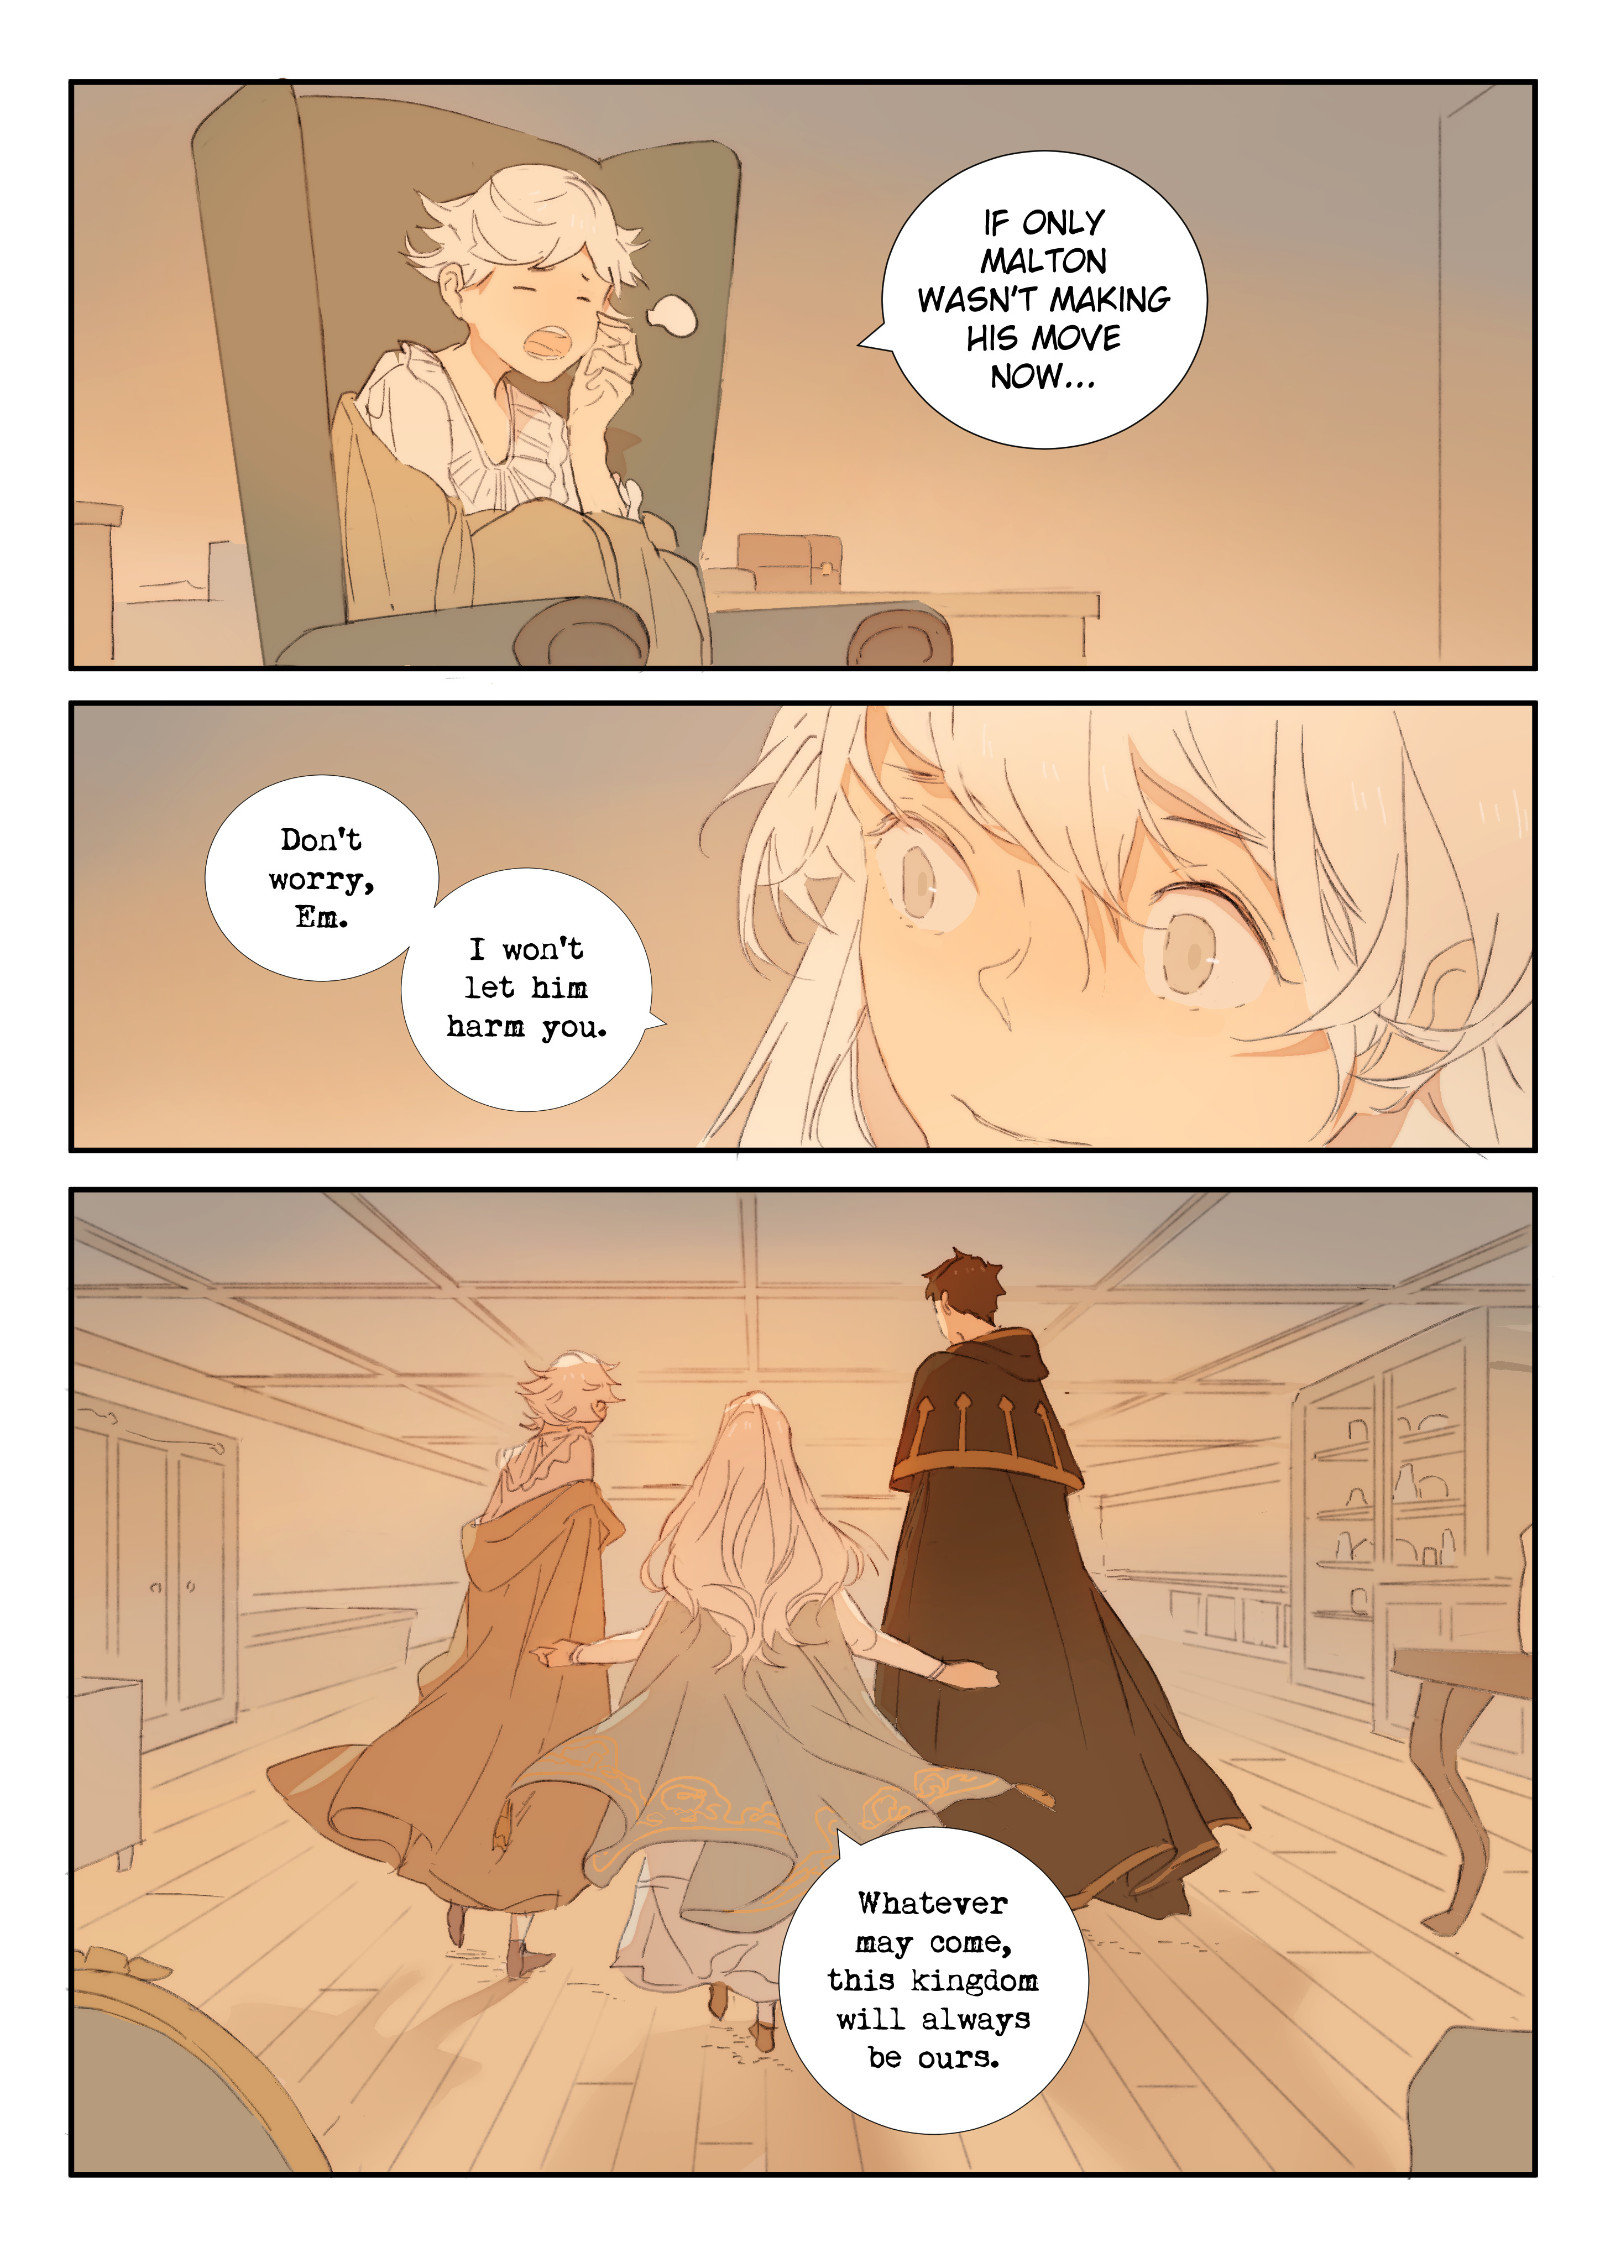 IF ONLY
MALTON
WASN'T MAKING
HIS MOVE
NOW...
Don't
worry,
Em.
I won't
let him
harm you.
Whatever
may come,
this kingdom
will always
be ours.